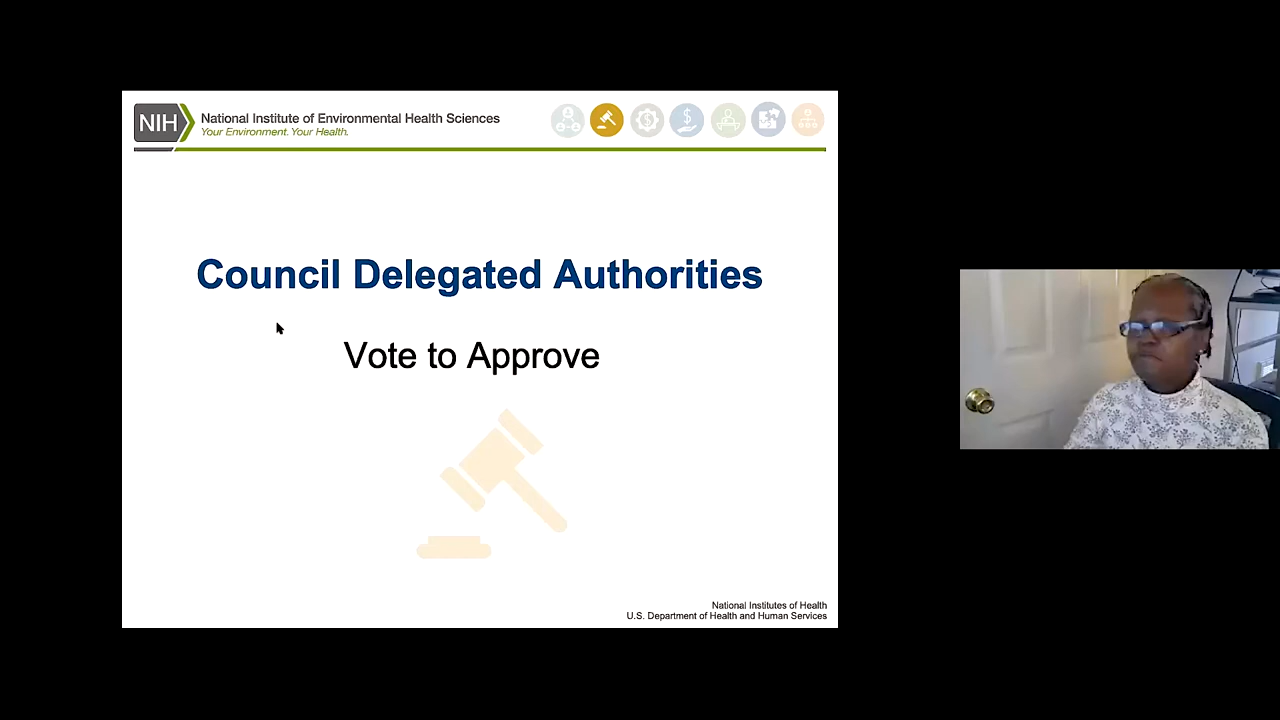 NIH
National Institute of Environmental Health Sciences
Your Environment. Your Health.
Council Delegated Authorities
Vote to Approve
National Institutes of Health
U.S. Department of Health and Human Services